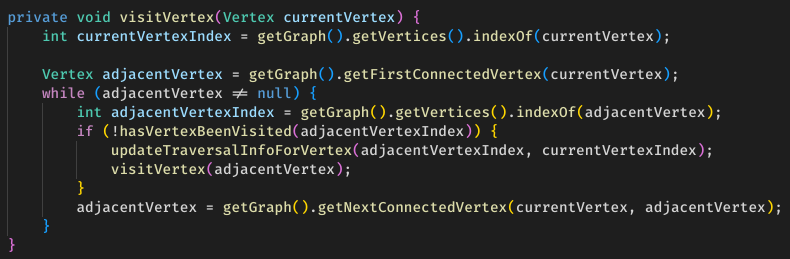 private void visitVertex(Vertex currentVertex) {
    int currentVertexIndex = getGraph().getVertices().indexOf(currentVertex);

    Vertex adjacentVertex = getGraph().getFirstConnectedVertex(currentVertex);
    while (adjacentVertex != null) {
        int adjacentVertexIndex = getGraph().getVertices().indexOf(adjacentVertex);
        if (!hasVertexBeenVisited(adjacentVertexIndex)) {
            updateTraversalInfoForVertex(adjacentVertexIndex, currentVertexIndex);
            visitVertex(adjacentVertex);
        }
        adjacentVertex = getGraph().getNextConnectedVertex(currentVertex, adjacentVertex);
    }
}